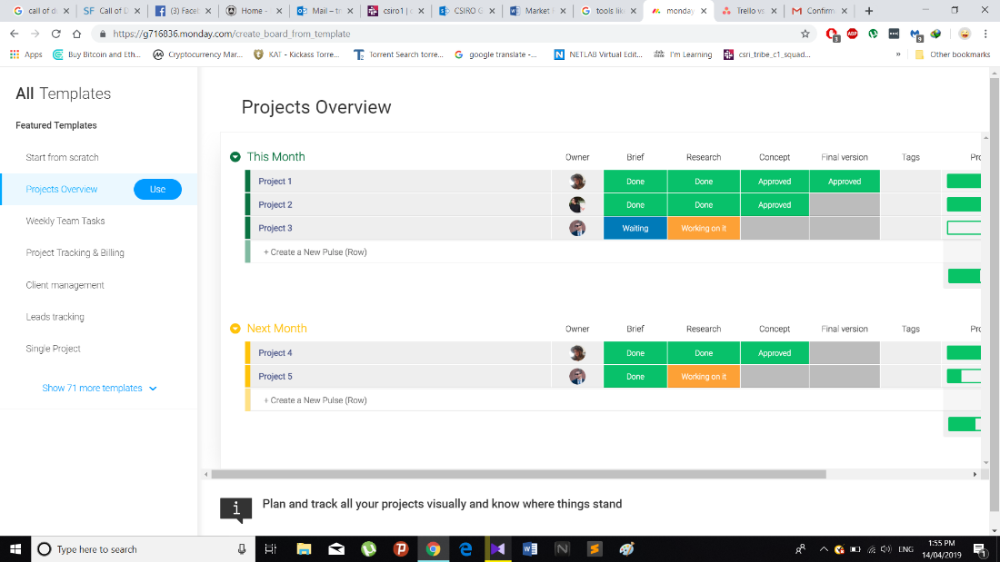 call of d
Call of D
(3) Faceb
Home -
Mail – tr
csiro1 | c
CSIRO G
Market
tools lik
monday
Trello vs
Confirm
https://g716836.monday.com/create_board_from_template
Apps
Buy Bitcoin and Eth...
Cryptocurrency Mar...
KAT - Kickass Torre...
Torrent Search torre...
google translate -...
NETLAB Virtual Edit...
I'm Learning
csri_tribe_c1_squad...
»
Other bookmarks
All Templates
Featured Templates
Start from scratch
Projects Overview Use
Weekly Team Tasks
Project Tracking & Billing
Client management
Leads tracking
Single Project
Show 71 more templates
Projects Overview
This Month Owner Brief Research Concept Final version Tags Pro
Project 1 Done Done Approved Approved
Project 2 Done Done Approved
Project 3 Waiting Working on it
+ Create a New Pulse (Row)
Next Month Owner Brief Research Concept Final version Tags Pro
Project 4 Done Done Approved
Project 5 Done Working on it
+ Create a New Pulse (Row)
Plan and track all your projects visually and know where things stand
Type here to search
ENG
1:55 PM
14/04/2019